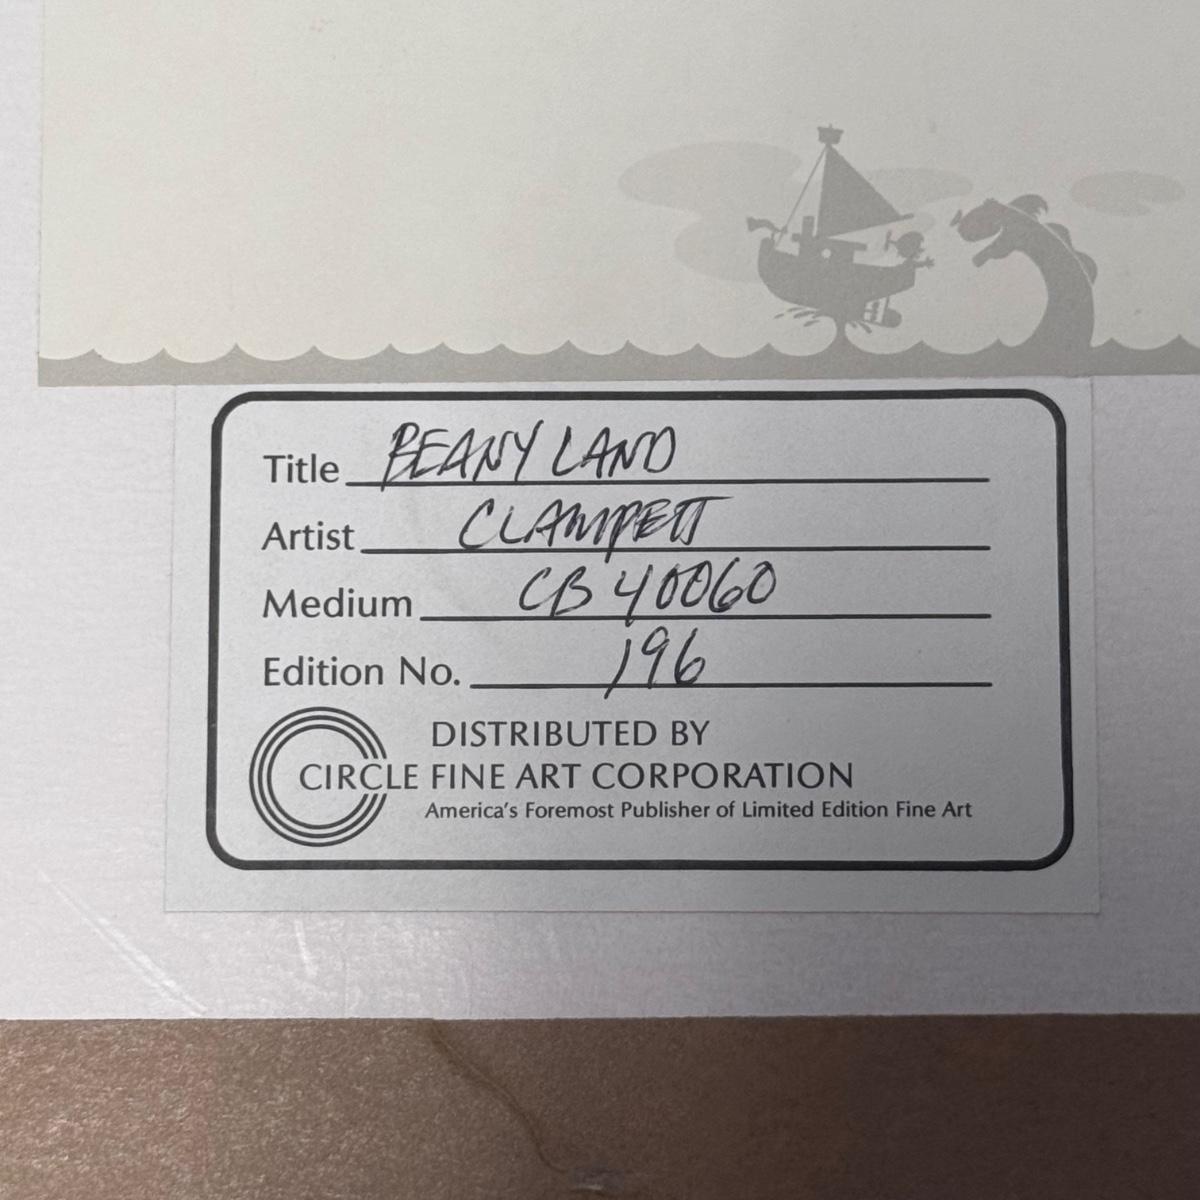 Title BEANY LAND
Artist CLAMPETT
Medium CB 40060
Edition No. 196
DISTRIBUTED BY
CIRCLE FINE ART CORPORATION
America's Foremost Publisher of Limited Edition Fine Art